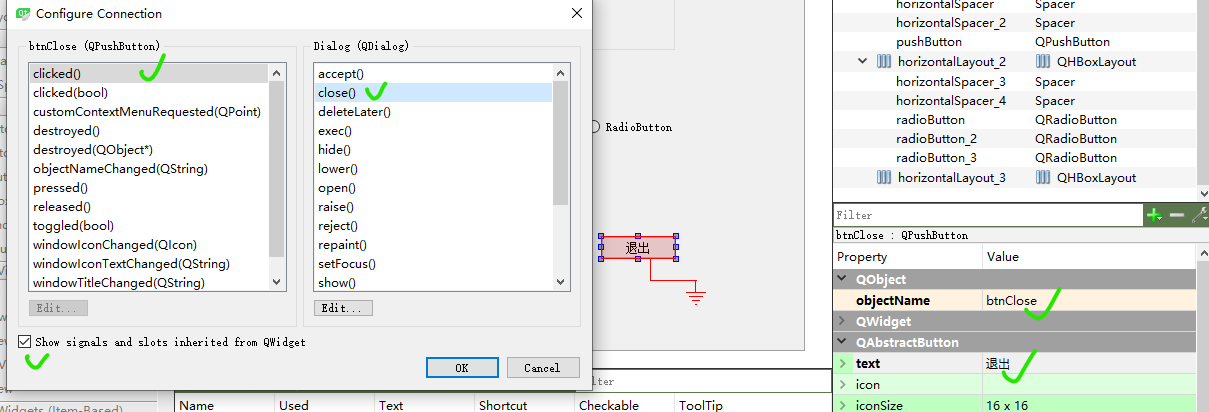 Configure Connection
btnClose (QPushButton)
clicked()
clicked(bool)
customContextMenuRequested(QPoint)
destroyed()
destroyed(QObject*)
objectNameChanged(QString)
pressed()
released()
toggled(bool)
windowIconChanged(QIcon)
windowIconTextChanged(QString)
windowTitleChanged(QString)
Edit...
Dialog (QDialog)
accept()
close()
deleteLater()
exec()
hide()
lower()
open()
raise()
reject()
repaint()
setFocus()
show()
Edit...
Show signals and slots inherited from QWidget
OK
Cancel
RadioButton
退出
horizontalSpacer Spacer
horizontalSpacer_2 Spacer
pushButton QPushButton
horizontalLayout_2 QHBoxLayout
horizontalSpacer_3 Spacer
horizontalSpacer_4 Spacer
radioButton QRadioButton
radioButton_2 QRadioButton
radioButton_3 QRadioButton
horizontalLayout_3 QHBoxLayout
Filter
btnClose : QPushButton
Property Value
QObject
objectName btnClose
QWidget
QAbstractButton
text 退出
icon
iconSize 16 x 16
Name Used Text Shortcut Checkable ToolTip
Widgets (Item-Based)